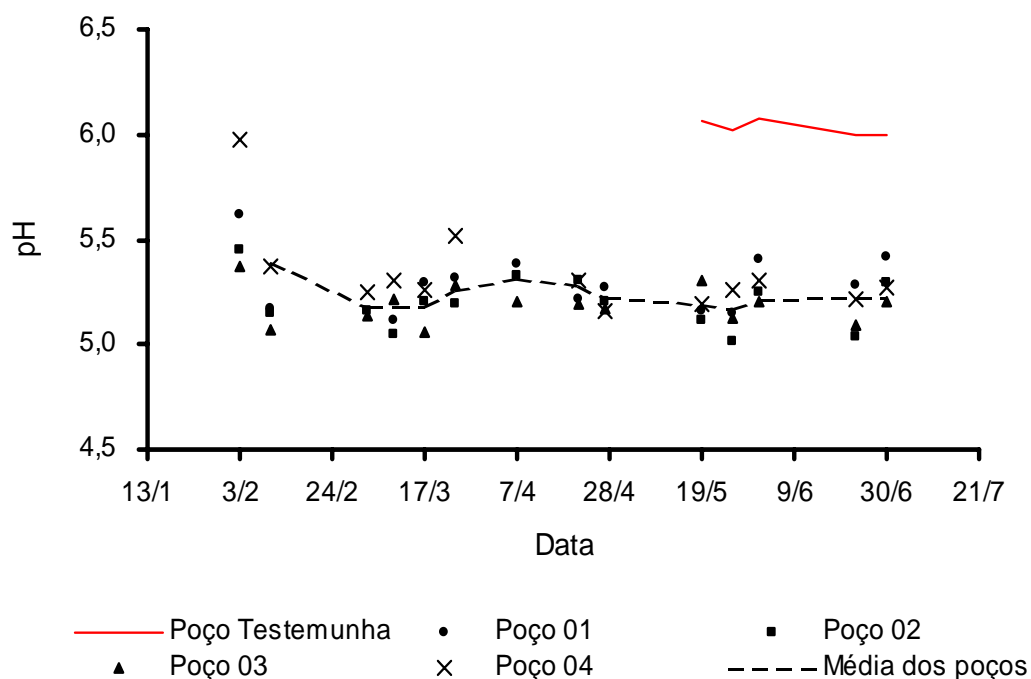 6,5
6,0
5,5
5,0
4,5
pH
13/1 3/2 24/2 17/3 7/4 28/4 19/5 9/6 30/6 21/7
Data
Poço Testemunha Poço 01 Poço 02
Poço 03 Poço 04 Média dos poços